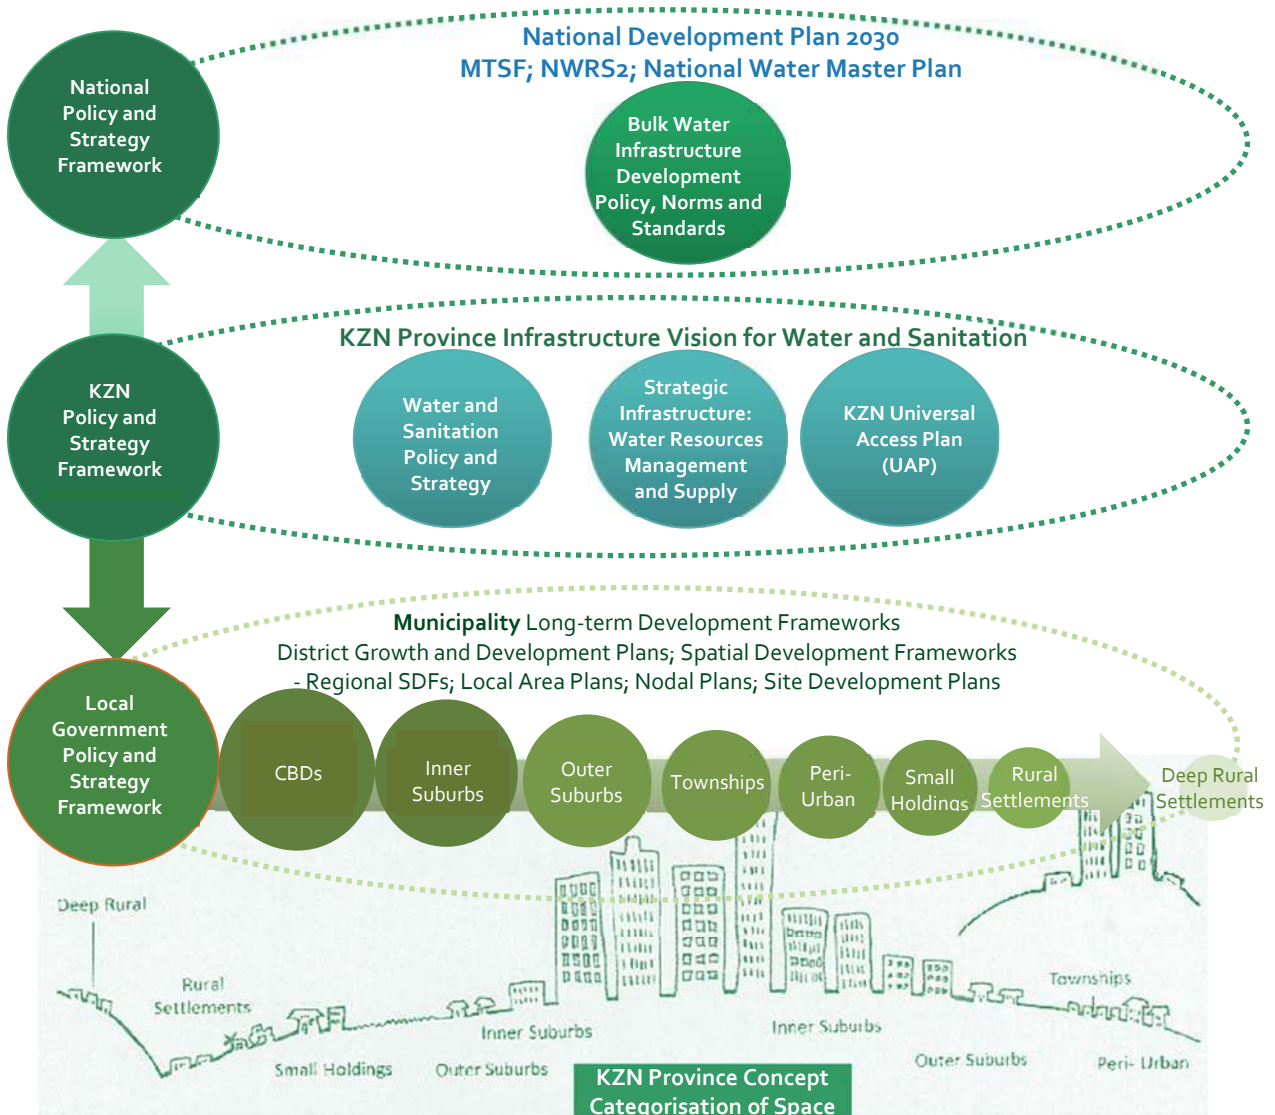 National Development Plan 2030
MTSF; NWRS2; National Water Master Plan
National
Policy and
Strategy
Framework
Bulk Water
Infrastructure
Development
Policy, Norms and
Standards
KZN Province Infrastructure Vision for Water and Sanitation
KZN
Policy and
Strategy
Framework
Water and
Sanitation
Policy and
Strategy
Strategic
Infrastructure:
Water Resources
Management
and Supply
KZN Universal
Access Plan
(UAP)
Municipality Long-term Development Frameworks
District Growth and Development Plans; Spatial Development Frameworks
- Regional SDFs; Local Area Plans; Nodal Plans; Site Development Plans
Local
Government
Policy and
Strategy
Framework
CBDs
Inner
Suburbs
Outer
Suburbs
Townships
Peri-
Urban
Small
Holdings
Rural
Settlements
Deep Rural
Settlements
Deep Rural
Rural
Settlements
Small Holdings
Outer Suburbs
Inner Suburbs
Inner Suburbs
Outer Suburbs
Townships
Peri- Urban
KZN Province Concept
Categorisation of Space